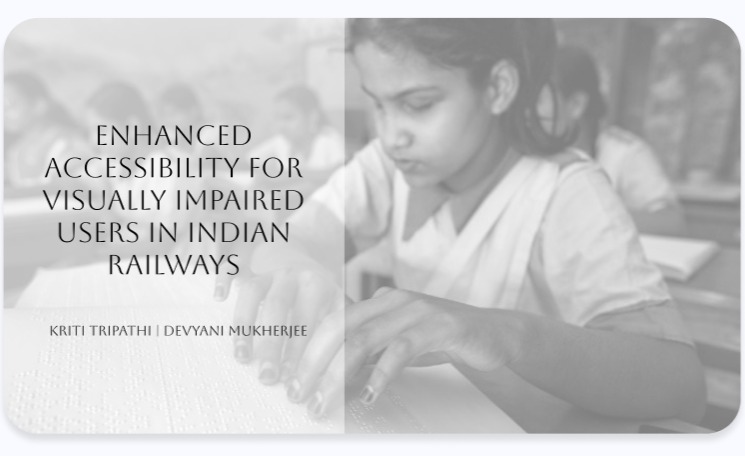 ENHANCED
ACCESSIBILITY FOR
VISUALLY IMPAIRED
USERS IN INDIAN
RAILWAYS
KRITI TRIPATHI | DEVYANI MUKHERJEE